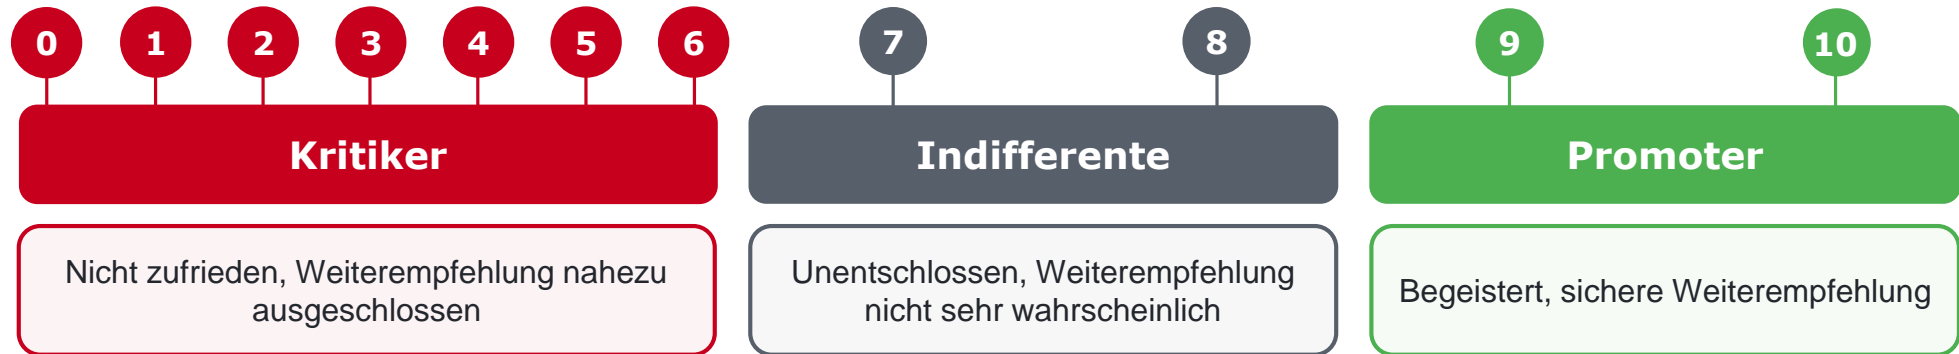 0 1 2 3 4 5 6 7 8 9 10
Kritiker
Indifferente
Promoter
Nicht zufrieden, Weiterempfehlung nahezu
ausgeschlossen
Unentschlossen, Weiterempfehlung
nicht sehr wahrscheinlich
Begeistert, sichere Weiterempfehlung